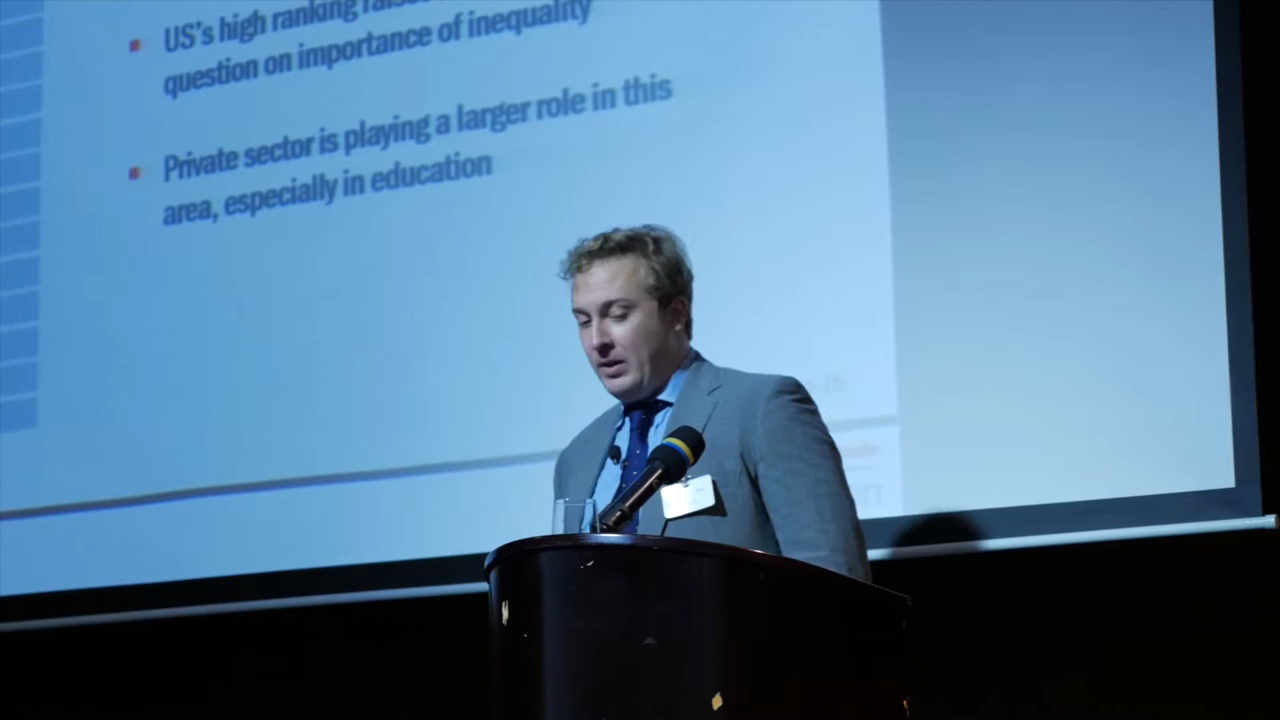 US's high ranking raises
question on importance of inequality
Private sector is playing a larger role in this
area, especially in education